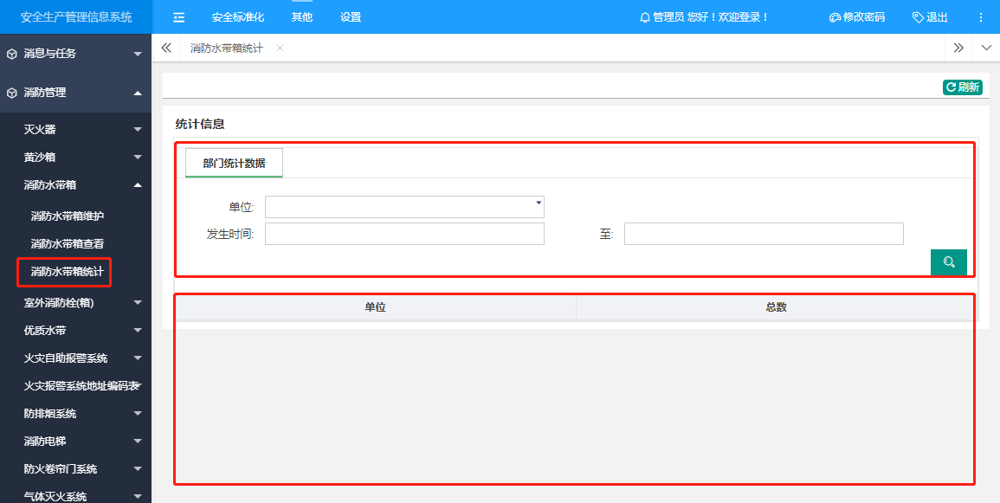 安全生产管理信息系统
安全标准化 其他 设置
管理员 您好！欢迎登录！ 修改密码 退出
消息与任务
消防管理
灭火器
黄沙箱
消防水带箱
消防水带箱维护
消防水带箱查看
消防水带箱统计
室外消防栓(箱)
优质水带
火灾自助报警系统
火灾报警系统地址编码表
防排烟系统
消防电梯
防火卷帘门系统
气体灭火系统
消防水带箱统计
刷新
统计信息
部门统计数据
单位:
发生时间: 至:
单位 总数